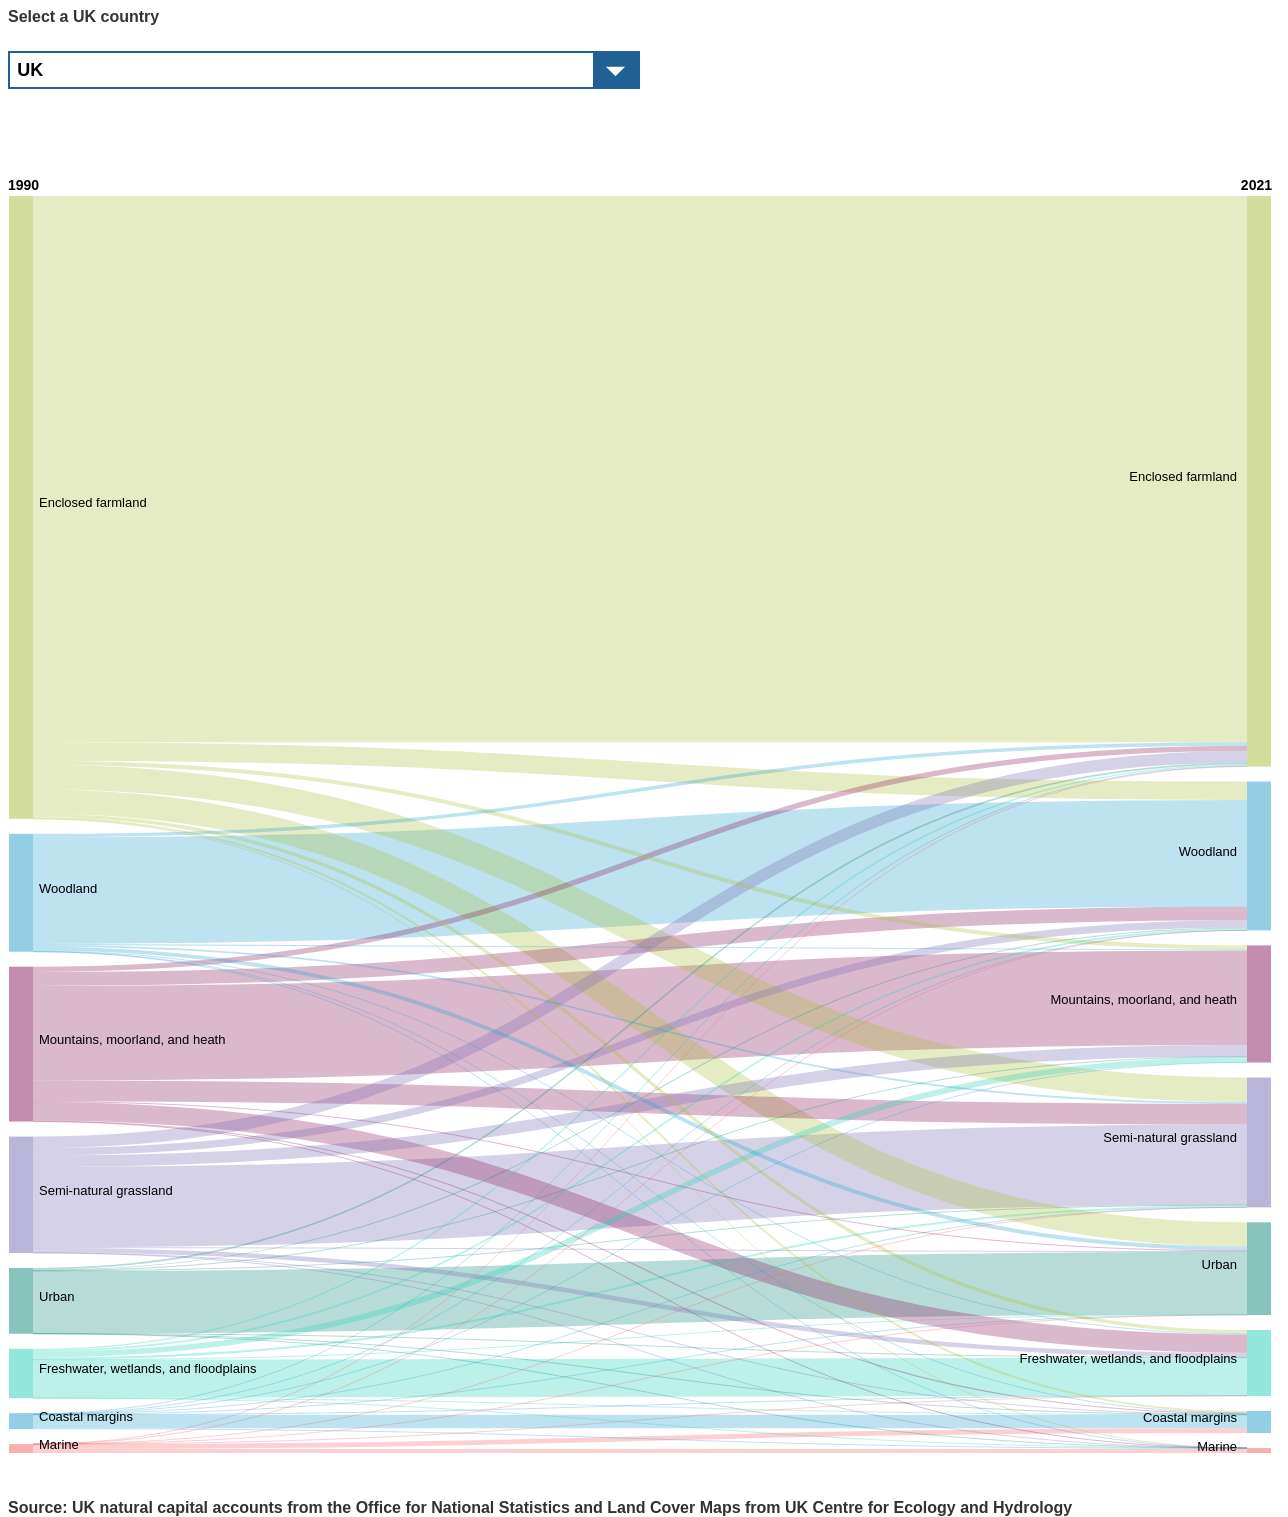 Select a UK country
UK
1990 2021
Enclosed farmland
Enclosed farmland
Woodland
Woodland
Mountains, moorland, and heath
Mountains, moorland, and heath
Semi-natural grassland
Semi-natural grassland
Urban
Urban
Freshwater, wetlands, and floodplains
Freshwater, wetlands, and floodplains
Coastal margins
Coastal margins
Marine
Marine
Source: UK natural capital accounts from the Office for National Statistics and Land Cover Maps from UK Centre for Ecology and Hydrology